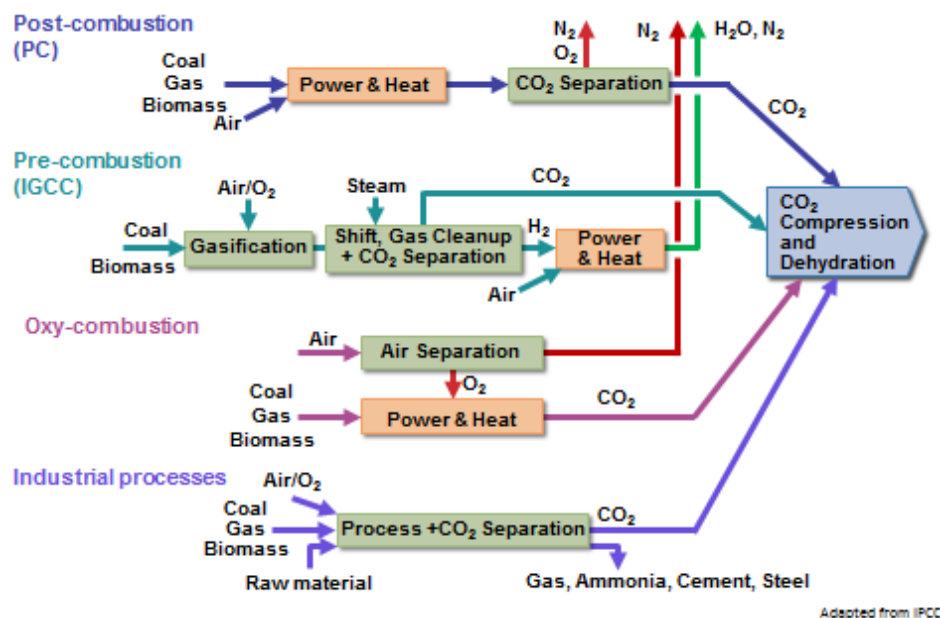 Post-combustion
(PC)
N₂
O₂
N₂
H₂O, N₂
Coal
Gas
Biomass
Air
Power & Heat
CO₂ Separation
CO₂
Pre-combustion
(IGCC)
Air/O₂
Steam
CO₂
Coal
Biomass
Gasification
Shift, Gas Cleanup
+ CO₂ Separation
H₂
Air
Power
& Heat
CO₂
Compression
and
Dehydration
Oxy-combustion
Air
Air Separation
O₂
Coal
Gas
Biomass
Power & Heat
CO₂
Industrial processes
Air/O₂
Coal
Gas
Biomass
Raw material
Process +CO₂ Separation
CO₂
Gas, Ammonia, Cement, Steel
Adapted from IPCC